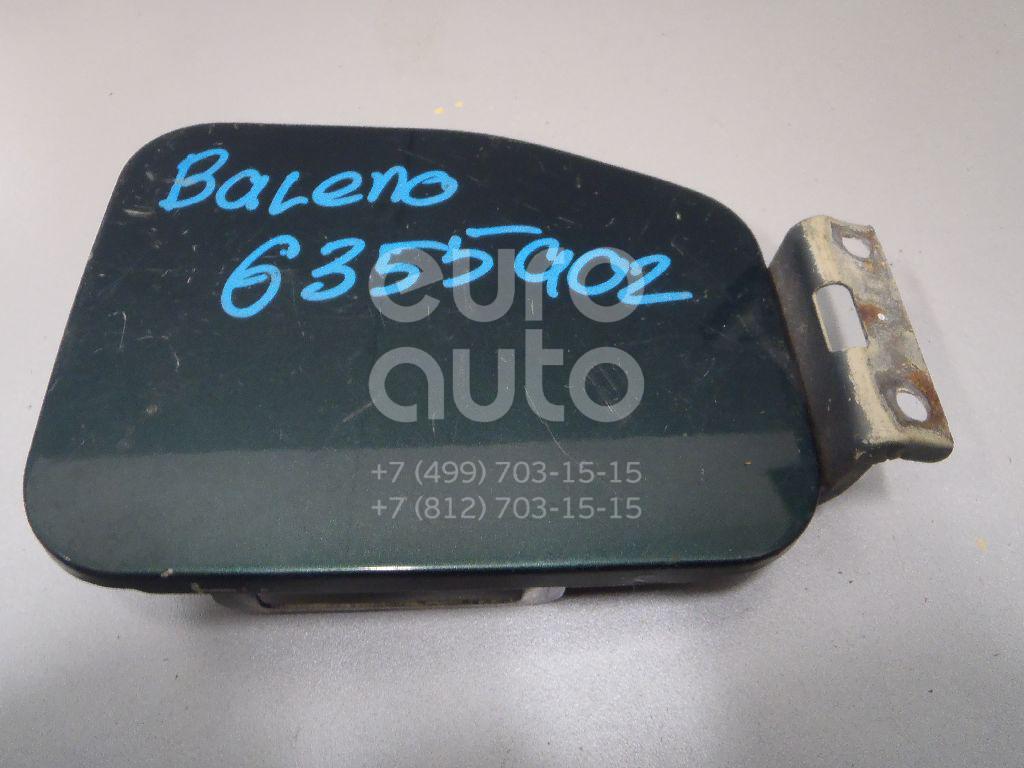 Baleno
6355902
euro
auto
+7 (499) 703-15-15
+7 (812) 703-15-15